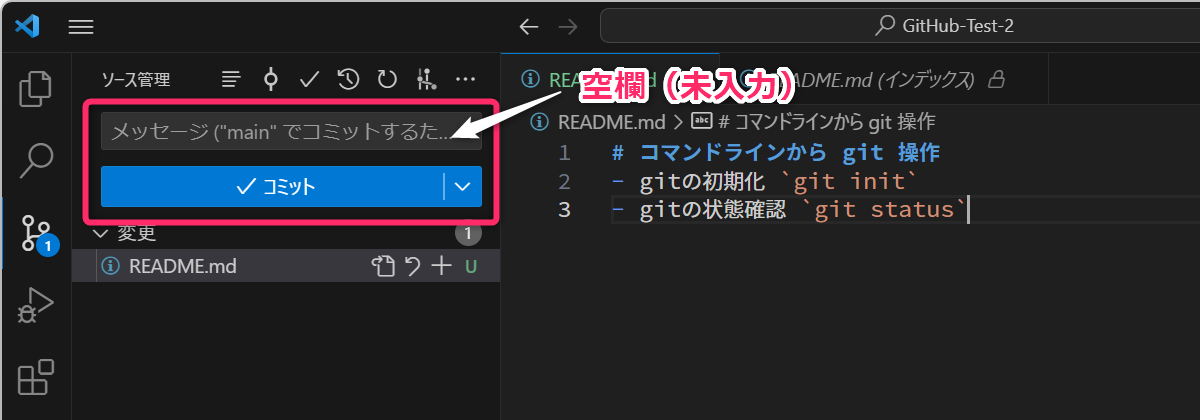 GitHub-Test-2
ソース管理
空欄（未入力）
メッセージ ("main" でコミットするた...
コミット
変更
1
README.md
U
1
README.md (インデックス)
README.md > # コマンドラインから git 操作
1 # コマンドラインから git 操作
2 - gitの初期化 `git init`
3 - gitの状態確認 `git status`